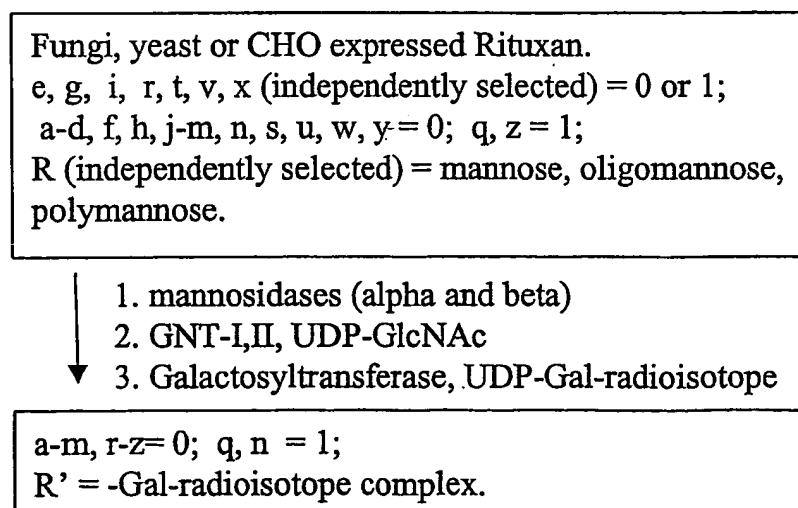 Fungi, yeast or CHO expressed Rituxan.
e, g, i, r, t, v, x (independently selected) = 0 or 1;
a-d, f, h, j-m, n, s, u, w, y= 0; q, z = 1;
R (independently selected) = mannose, oligomannose,
polymannose.
1. mannosidases (alpha and beta)
2. GNT-I,II, UDP-GlcNAc
3. Galactosyltransferase, UDP-Gal-radioisotope
a-m, r-z= 0; q, n = 1;
R’ = -Gal-radioisotope complex.